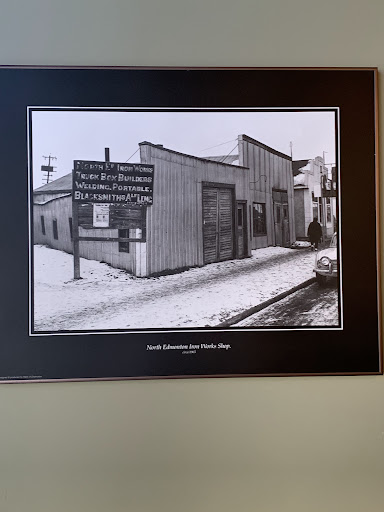 NORTH ED IRON WORKS
TRUCK BOX BUILDERS
WELDING. PORTABLE.
BLACKSMITH &
North Edmonton Iron Works Shop.